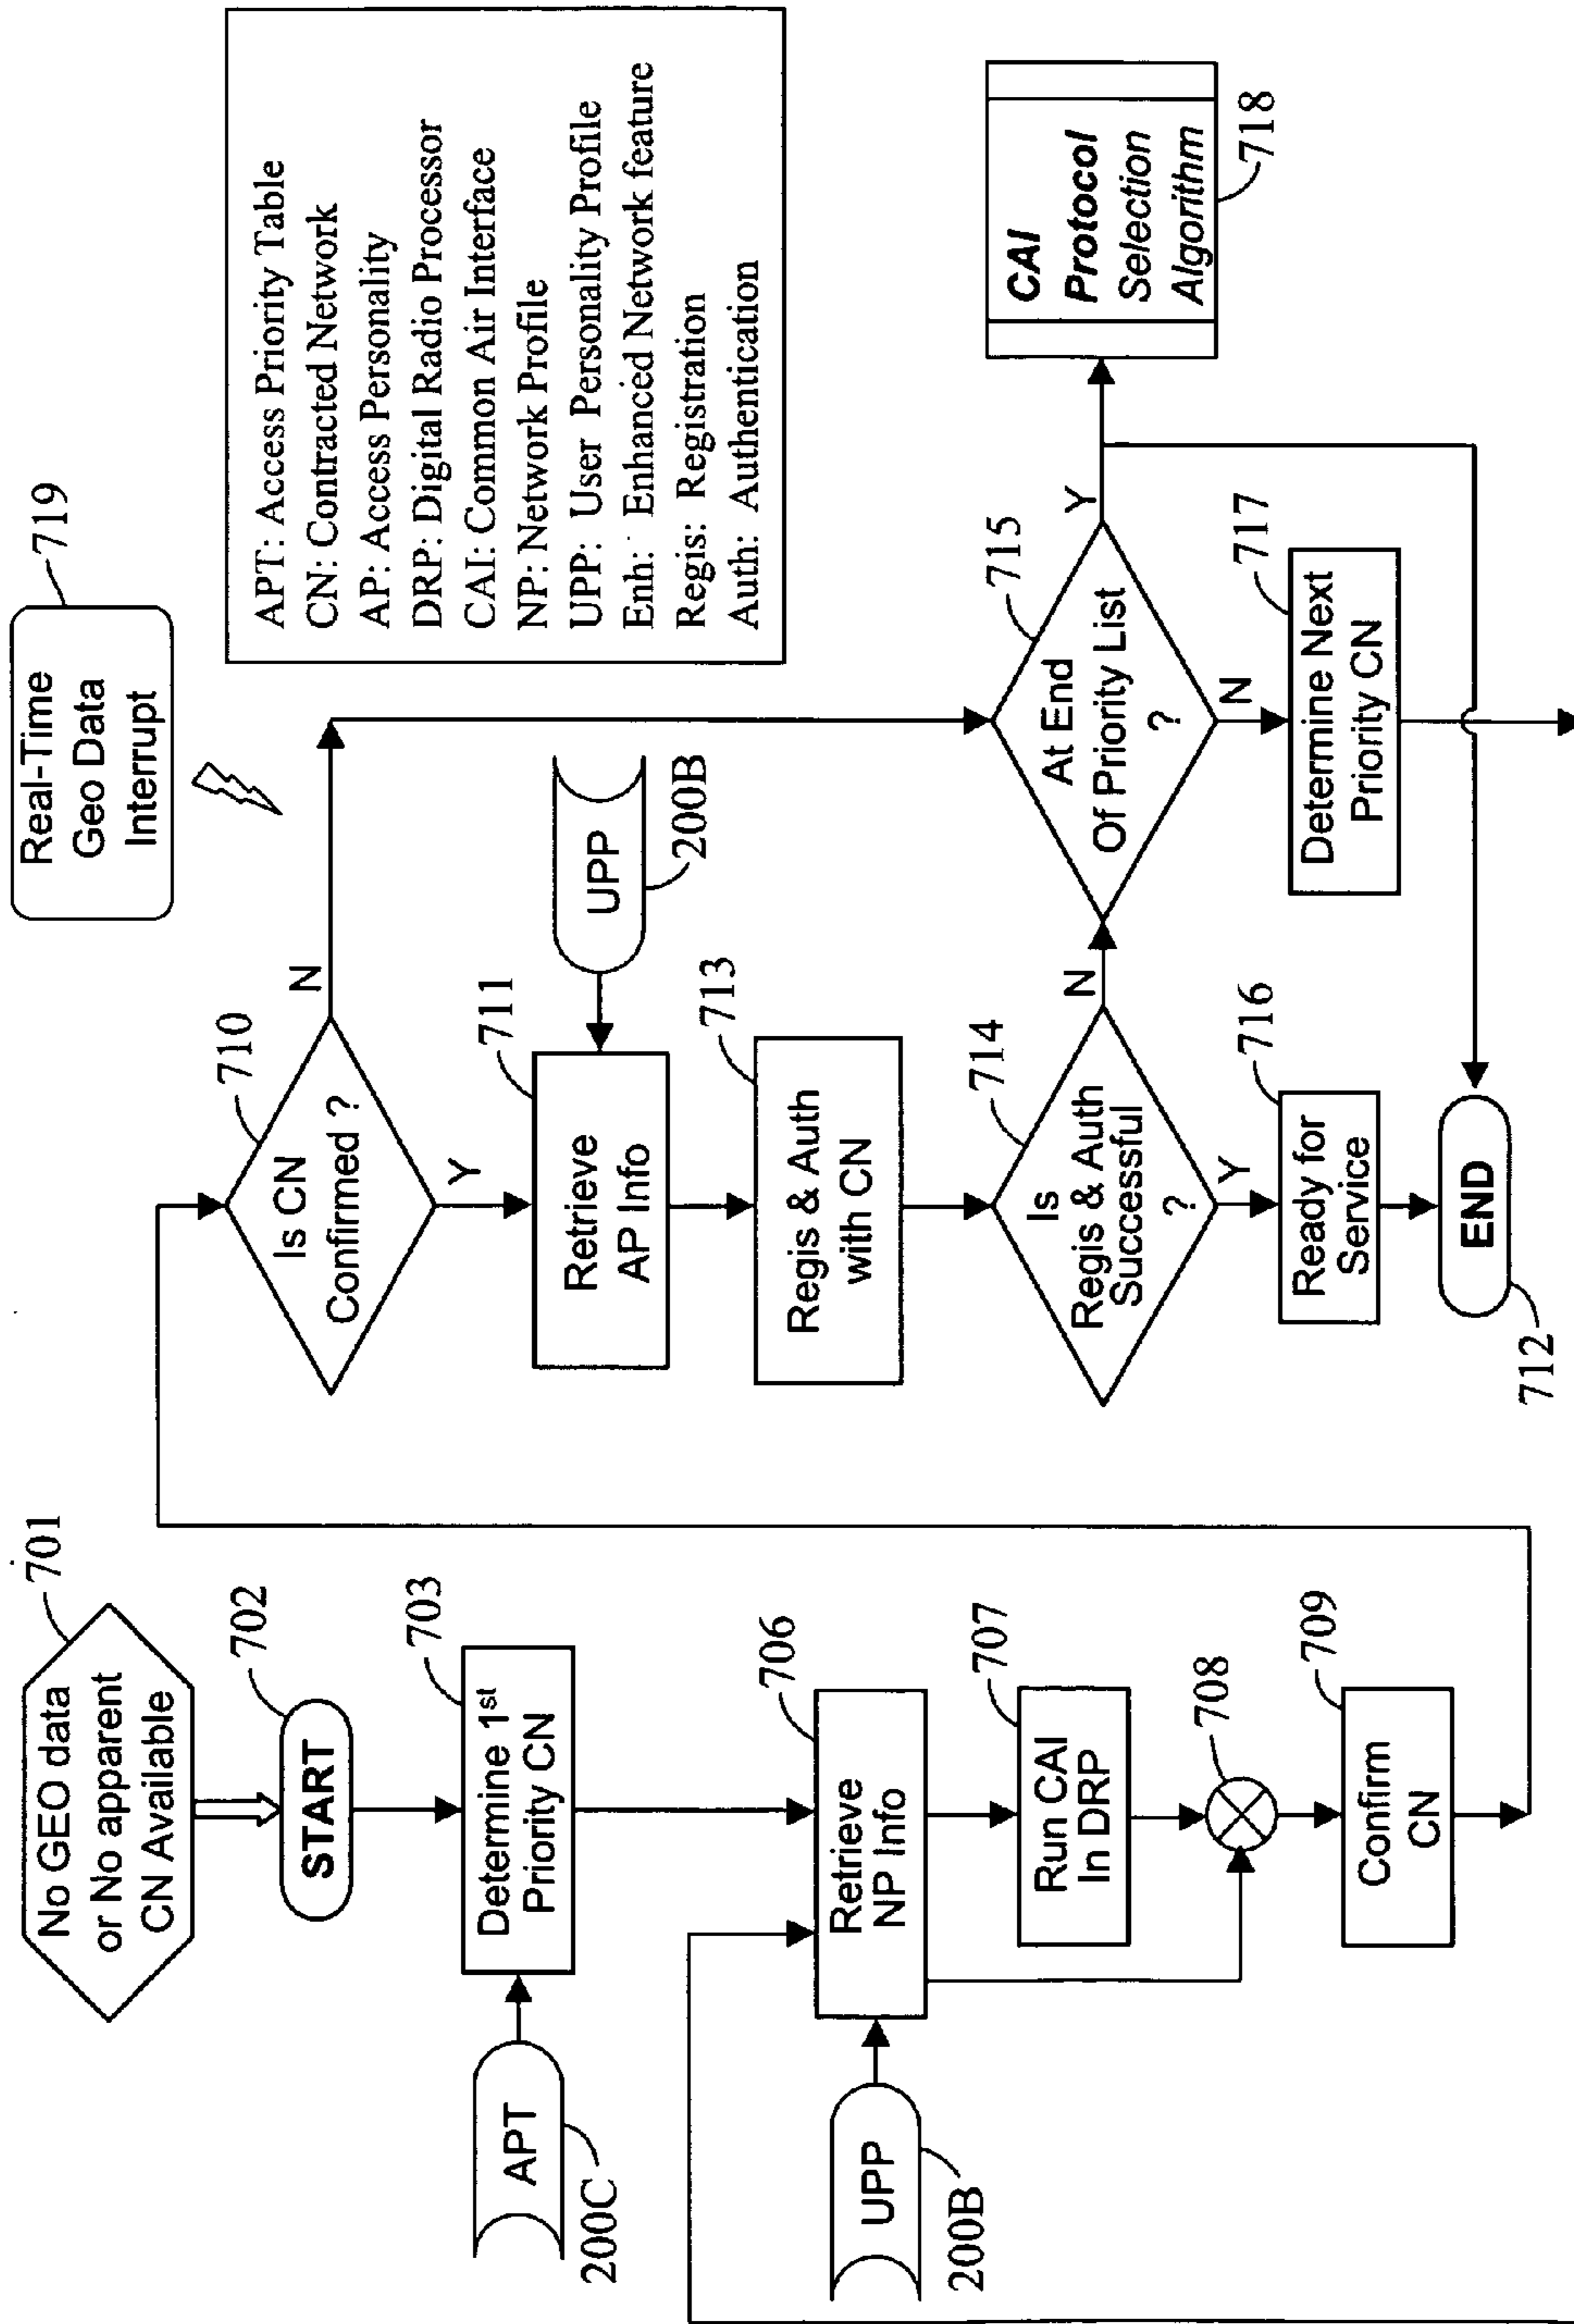 No GEO data
or No apparent
CN Available
701
START
702
Determine 1st
Priority CN
703
APT
200C
Retrieve
NP Info
706
UPP
200B
Run CAI
In DRP
707
708
Confirm
CN
709
Real-Time
Geo Data
Interrupt
719
Is CN
Confirmed ?
710
N
Y
Retrieve
AP Info
711
UPP
200B
Regis & Auth
with CN
713
Is
Regis & Auth
Successful
?
714
N
Y
Ready for
Service
716
END
712
At End
Of Priority List
?
715
Y
N
Determine Next
Priority CN
717
CAI
Protocol
Selection
Algorithm
718
APT: Access Priority Table
CN: Contracted Network
AP: Access Personality
DRP: Digital Radio Processor
CAI: Common Air Interface
NP: Network Profile
UPP: User Personality Profile
Enh: Enhanced Network feature
Regis: Registration
Auth: Authentication